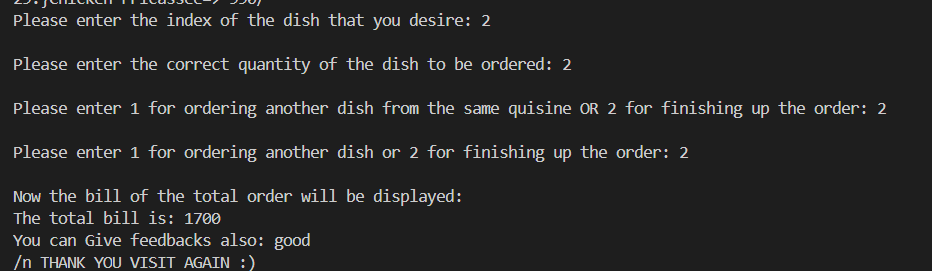 Please enter the index of the dish that you desire: 2
Please enter the correct quantity of the dish to be ordered: 2
Please enter 1 for ordering another dish from the same quisine OR 2 for finishing up the order: 2
Please enter 1 for ordering another dish or 2 for finishing up the order: 2
Now the bill of the total order will be displayed:
The total bill is: 1700
You can Give feedbacks also: good
/n THANK YOU VISIT AGAIN :)